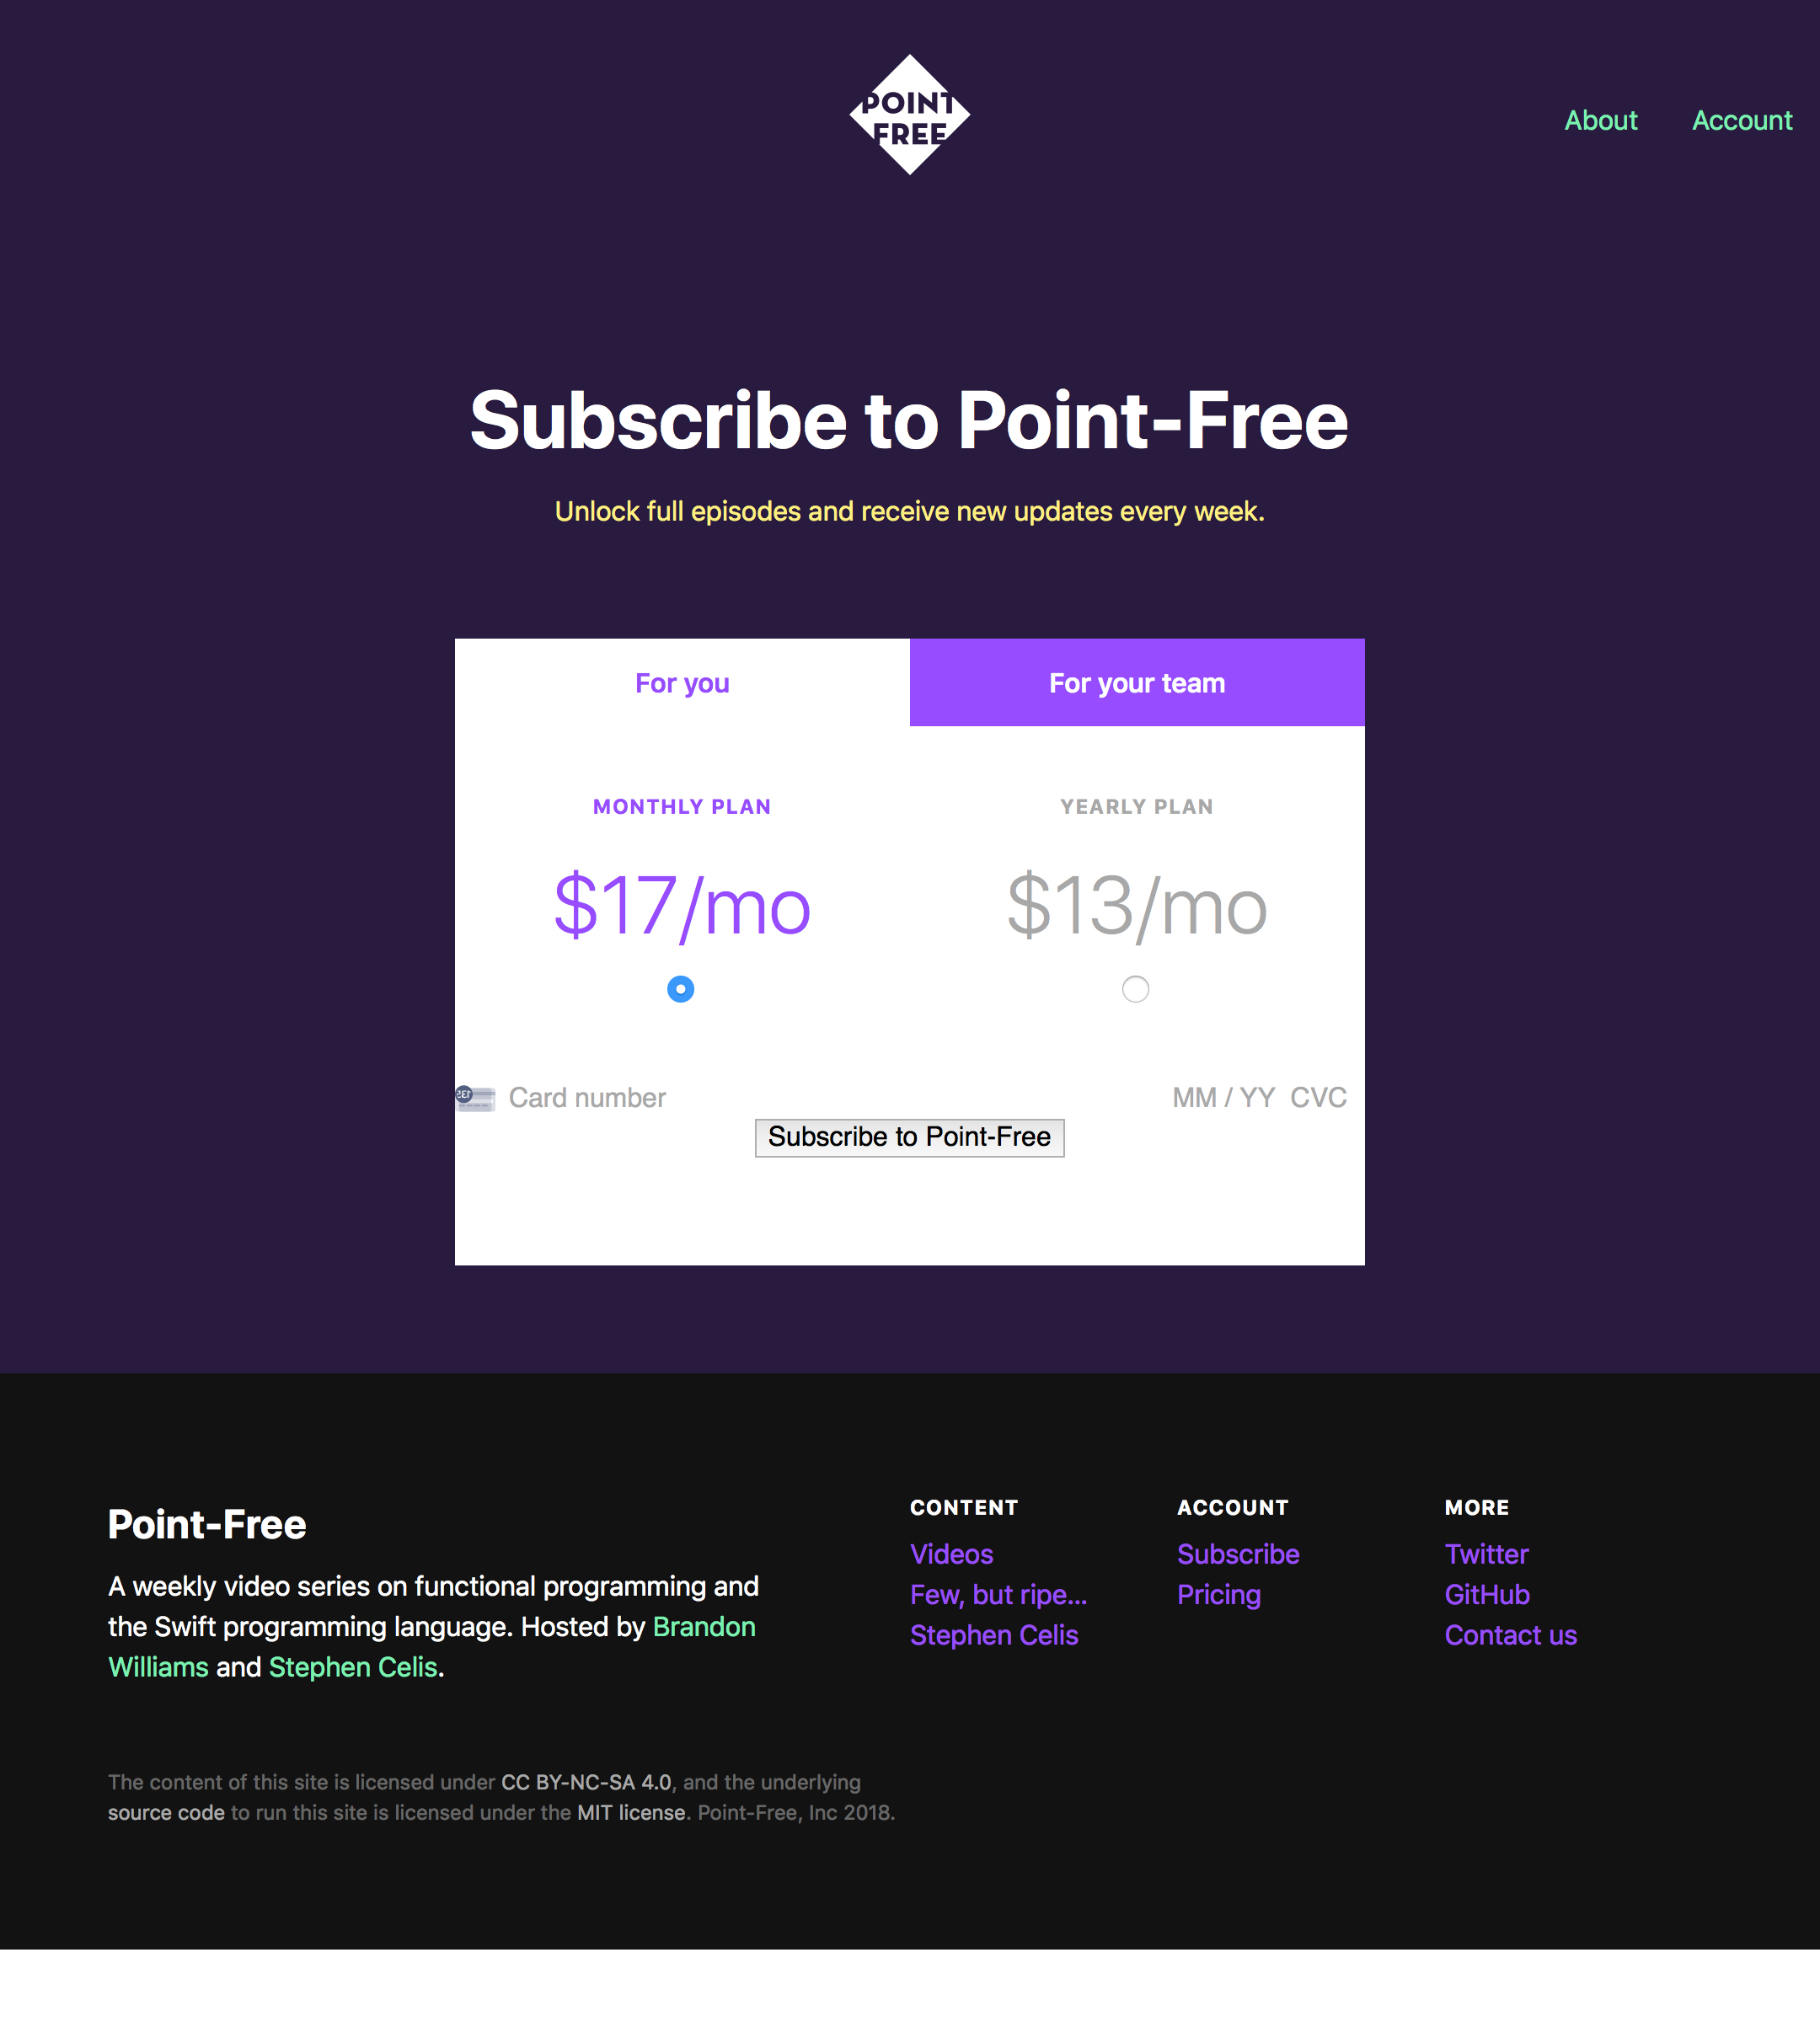 POINT
FREE
About
Account
Subscribe to Point-Free
Unlock full episodes and receive new updates every week.
For you
For your team
MONTHLY PLAN
YEARLY PLAN
$17/mo
$13/mo
Card number
MM / YY
CVC
Subscribe to Point-Free
Point-Free
A weekly video series on functional programming and
the Swift programming language. Hosted by Brandon
Williams and Stephen Celis.
CONTENT
Videos
Few, but ripe...
Stephen Celis
ACCOUNT
Subscribe
Pricing
MORE
Twitter
GitHub
Contact us
The content of this site is licensed under CC BY-NC-SA 4.0, and the underlying
source code to run this site is licensed under the MIT license. Point-Free, Inc 2018.